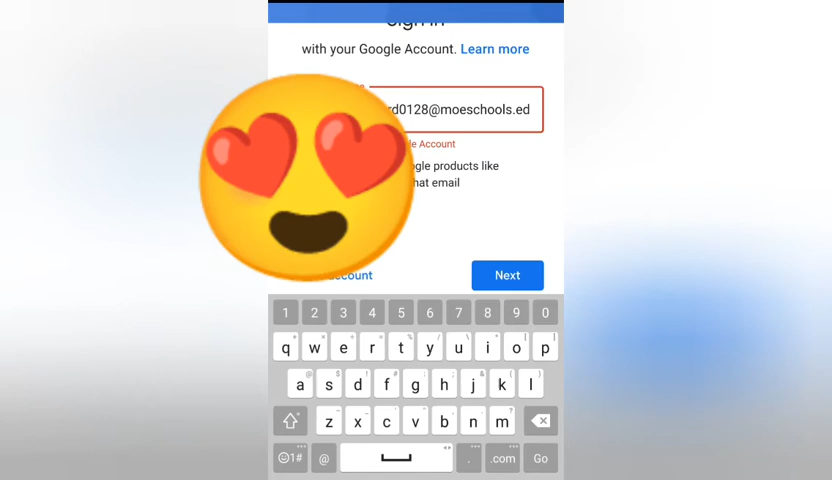 with your Google Account. Learn more
rd0128@moeschools.ed
Account
ogle products like
hat email
ccount
Next
1 2 3 4 5 6 7 8 9 0
q w e r t y u i o p
a s d f g h j k l
z x c v b n m
1# @ . .com Go